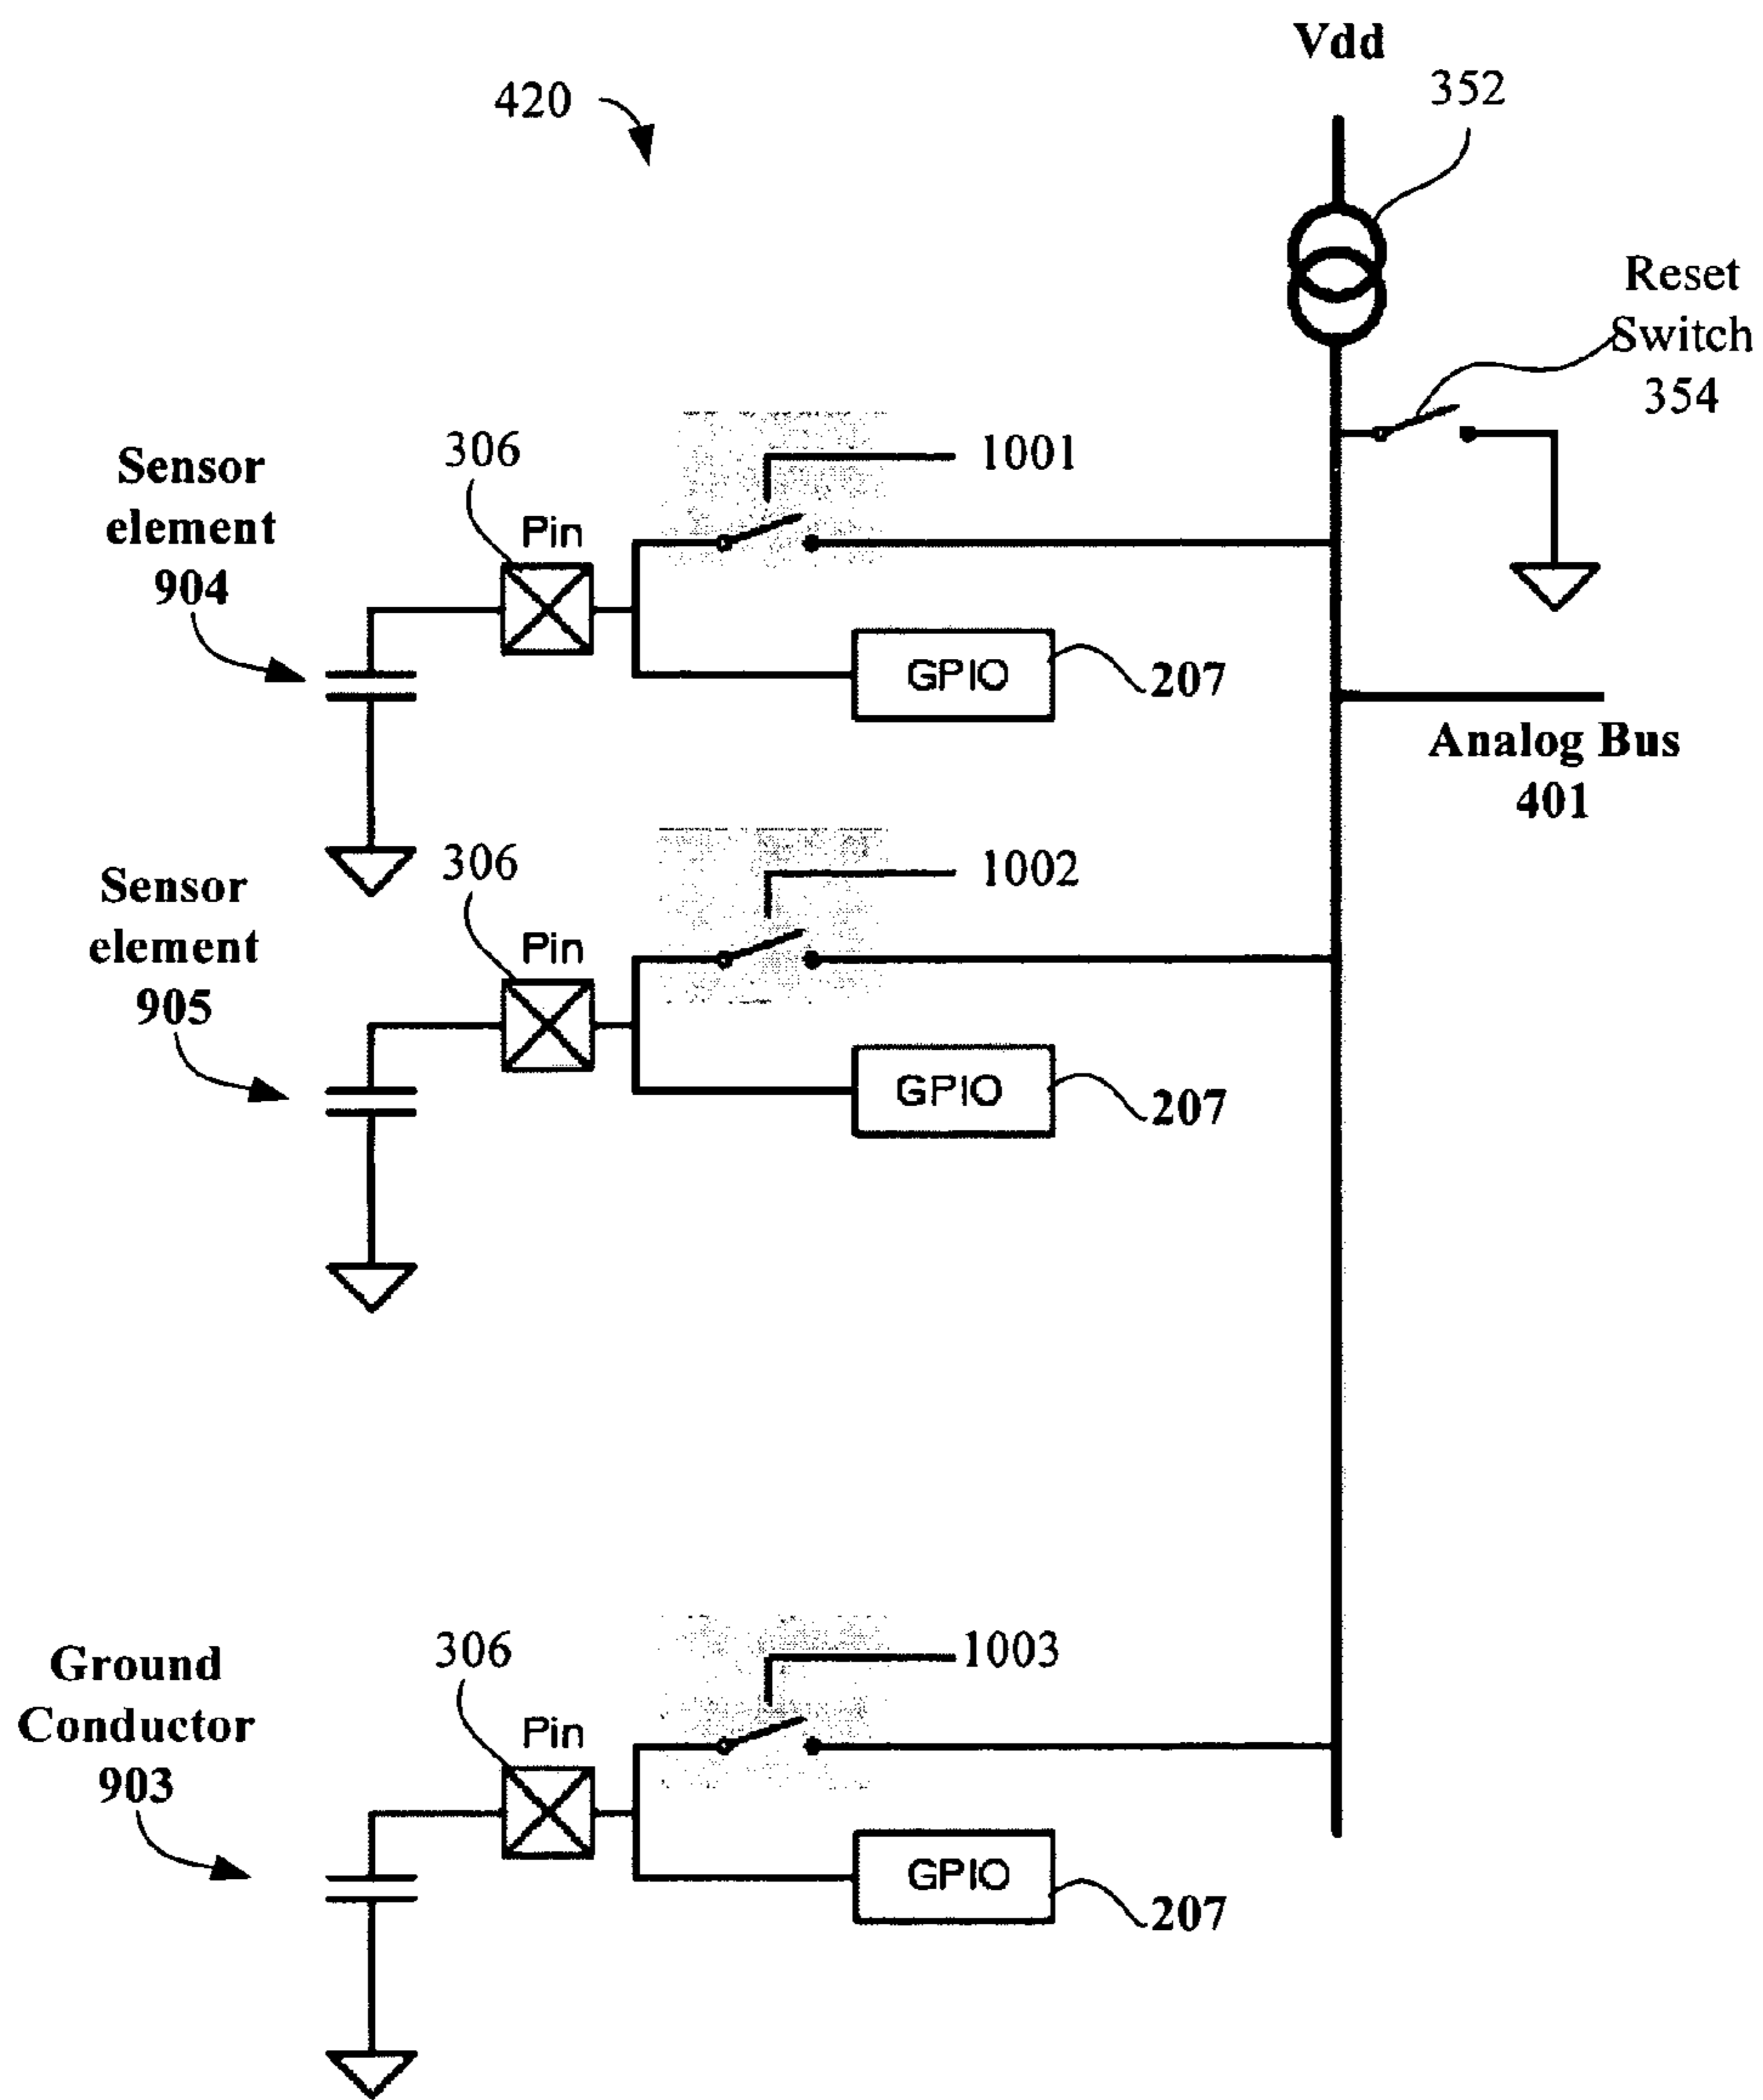 Vdd
352
420
Reset
Switch
354
306
1001
Sensor
element
904
Pin
GPIO
207
Analog Bus
401
306
1002
Sensor
element
905
Pin
GPIO
207
306
1003
Ground
Conductor
903
Pin
GPIO
207